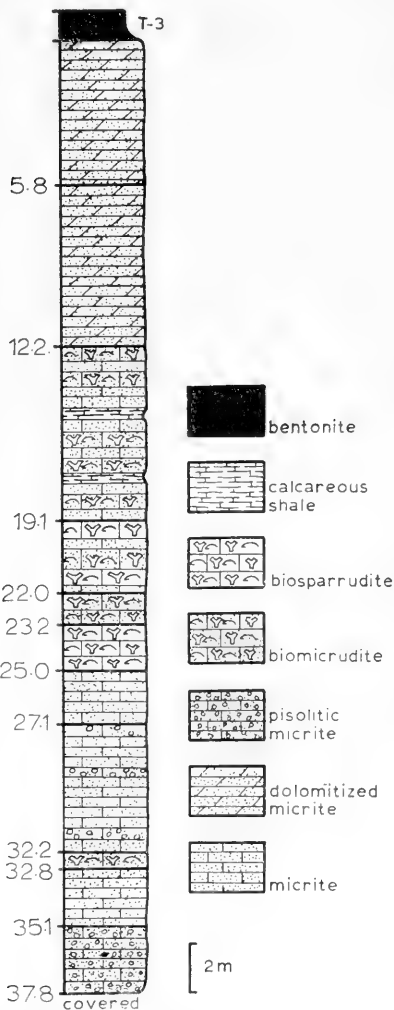 T-3
5·8
12·2
19·1
22·0
23·2
25·0
27·1
32·2
32·8
35·1
37·8
covered
bentonite
calcareous
shale
biosparrudite
biomicrudite
pisolitic
micrite
dolomitized
micrite
micrite
2m